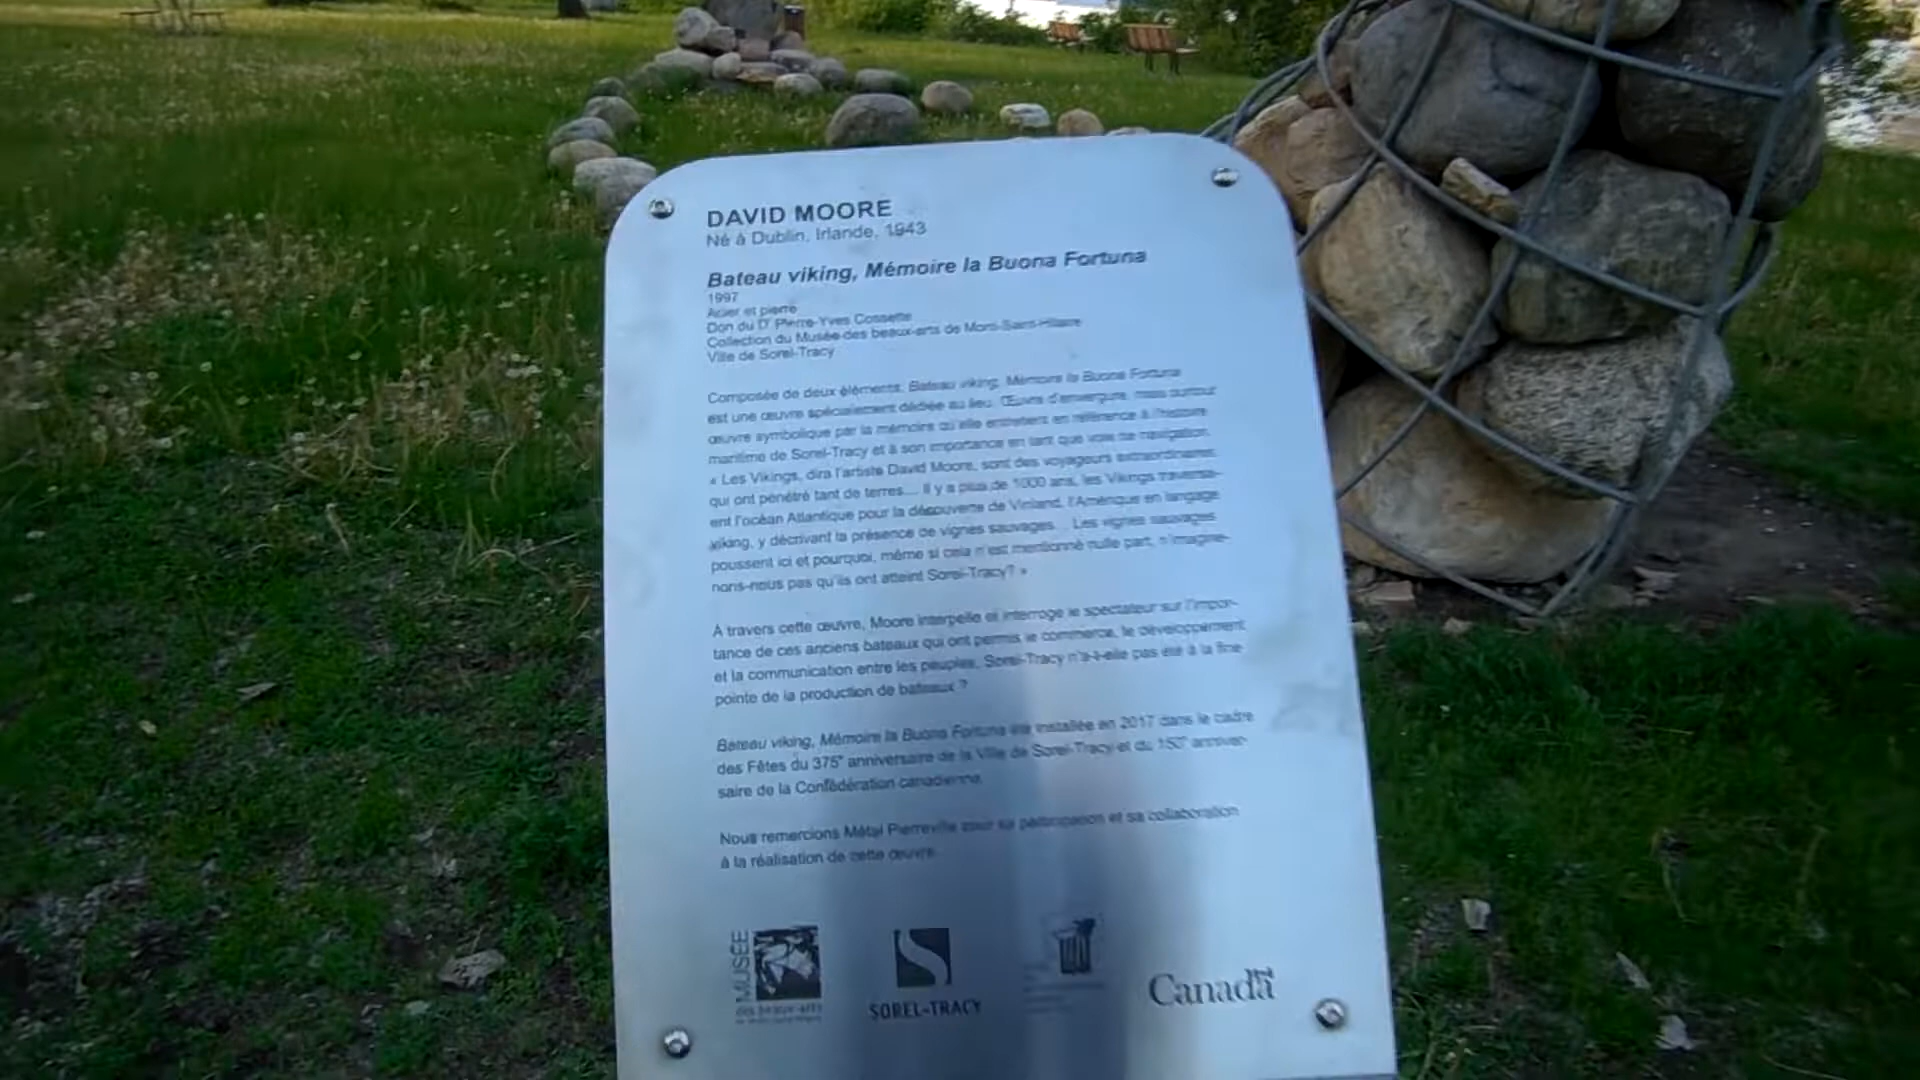 DAVID MOORE
Né à Dublin, Irlande, 1943
Bateau viking, Mémoire la Buona Fortuna
1997
Acier et pierre
Don du Dr Pierre-Yves Cossette
Collection du Musée des beaux-arts de Mont-Saint-Hilaire
Ville de Sorel-Tracy
Composée de deux éléments, Bateau viking, Mémoire la Buona Fortuna
est une œuvre spécialement dédiée au lieu. Œuvre d'envergure, mais surtout
œuvre symbolique par la mémoire qu'elle entretient en référence à l'histoire
maritime de Sorel-Tracy et à son importance en tant que voie de navigation.
« Les Vikings, dira l'artiste David Moore, sont des voyageurs extraordinaires
qui ont pénétré tant de terres... Il y a plus de 1000 ans, les Vikings traversa-
ent l'océan Atlantique pour la découverte de Vinland, l'Amérique en langage
viking, y décrivant la présence de vignes sauvages... Les vignes sauvages
poussent ici et pourquoi, même si cela n'est mentionné nulle part, n'imagine-
rions-nous pas qu'ils ont atteint Sorel-Tracy? »
À travers cette œuvre, Moore interpelle et interroge le spectateur sur l'impor-
tance de ces anciens bateaux qui ont permis le commerce, le développement
et la communication entre les peuples. Sorel-Tracy n'a-t-elle pas été à la fine
pointe de la production de bateaux ?
Bateau viking, Mémoire la Buona Fortuna est installée en 2017 dans le cadre
des Fêtes du 375e anniversaire de la Ville de Sorel-Tracy et du 150e anniver-
saire de la Confédération canadienne.
Nous remercions Métal Pierreville pour sa participation et sa collaboration
à la réalisation de cette œuvre.
MUSÉE
DES BEAUX-ARTS
SOREL-TRACY
Canada